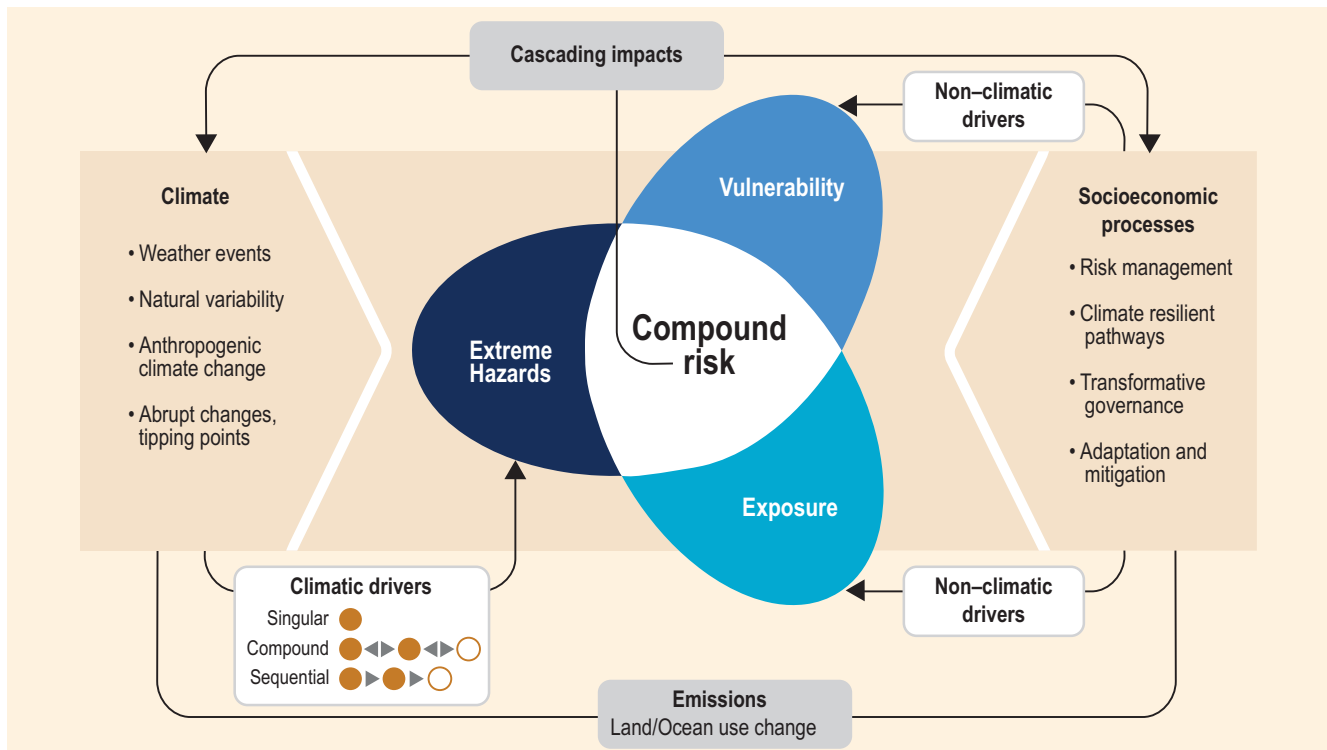 Cascading impacts
Non–climatic
drivers
Vulnerability
Climate
• Weather events
• Natural variability
• Anthropogenic
climate change
• Abrupt changes,
tipping points
Extreme
Hazards
Compound
risk
Socioeconomic
processes
• Risk management
• Climate resilient
pathways
• Transformative
governance
• Adaptation and
mitigation
Exposure
Climatic drivers
Singular
Compound
Sequential
Non–climatic
drivers
Emissions
Land/Ocean use change